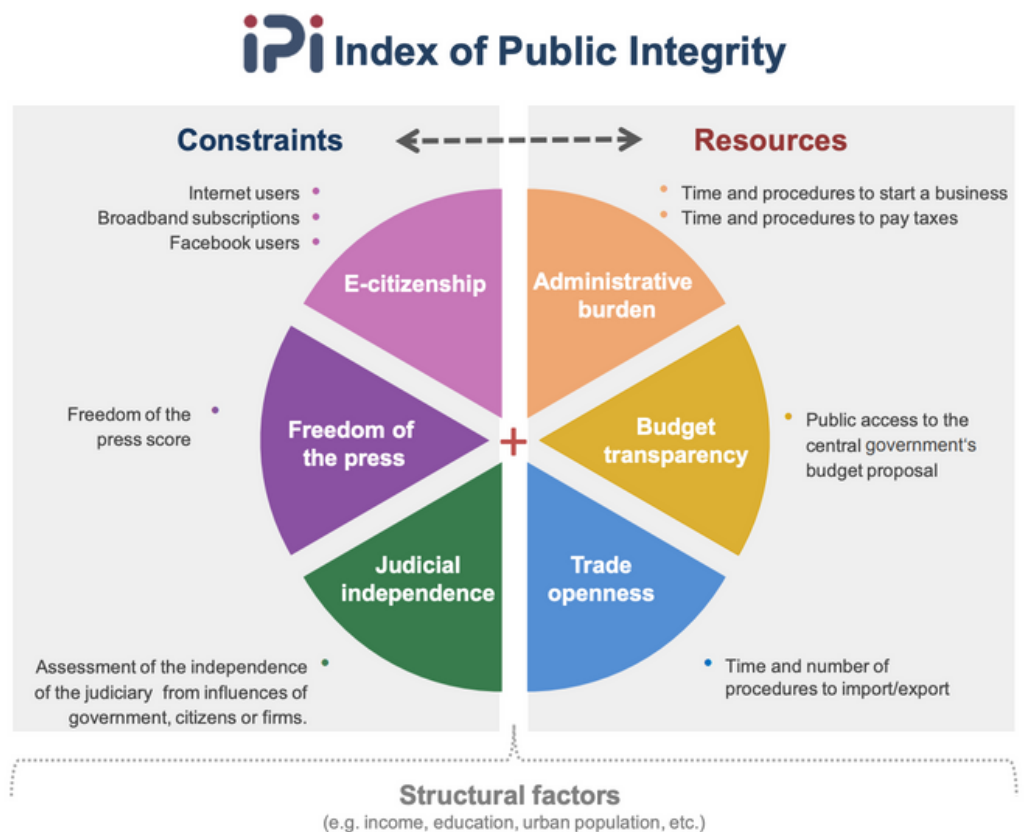 iPi Index of Public Integrity
Constraints
Resources
Internet users
Broadband subscriptions
Facebook users
Time and procedures to start a business
Time and procedures to pay taxes
E-citizenship
Administrative
burden
Freedom of the
press score
Freedom of
the press
Budget
transparency
Public access to the
central government‘s
budget proposal
+
Judicial
independence
Trade
openness
Assessment of the independence
of the judiciary from influences of
government, citizens or firms.
Time and number of
procedures to import/export
Structural factors
(e.g. income, education, urban population, etc.)